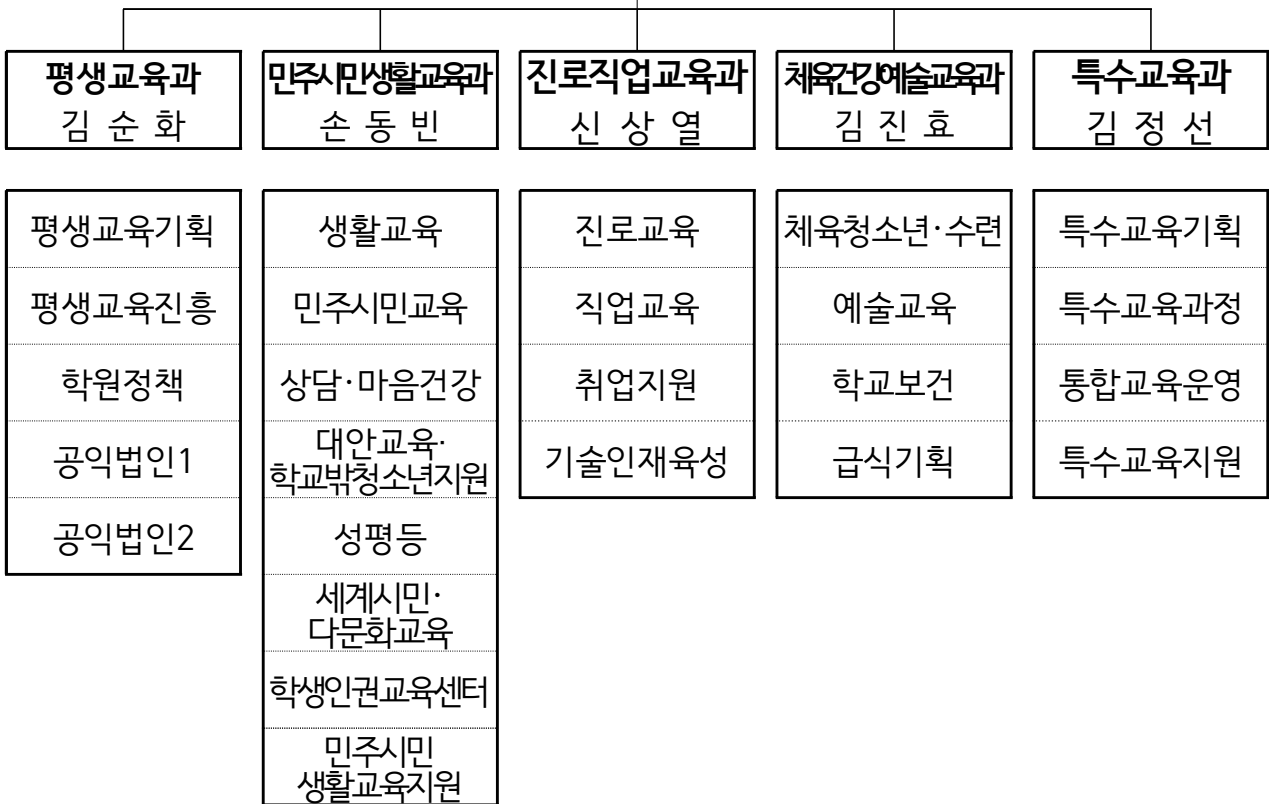 평생교육과
김 순 화
민주시민생활교육과
손 동 빈
진로직업교육과
신 상 열
체육건강예술교육과
김 진 효
특수교육과
김 정 선
평생교육기획
평생교육진흥
학원정책
공익법인1
공익법인2
생활교육
민주시민교육
상담·마음건강
대안교육·
학교밖청소년지원
성평등
세계시민·
다문화교육
학생인권교육센터
민주시민
생활교육지원
진로교육
직업교육
취업지원
기술인재육성
체육청소년·수련
예술교육
학교보건
급식기획
특수교육기획
특수교육과정
통합교육운영
특수교육지원